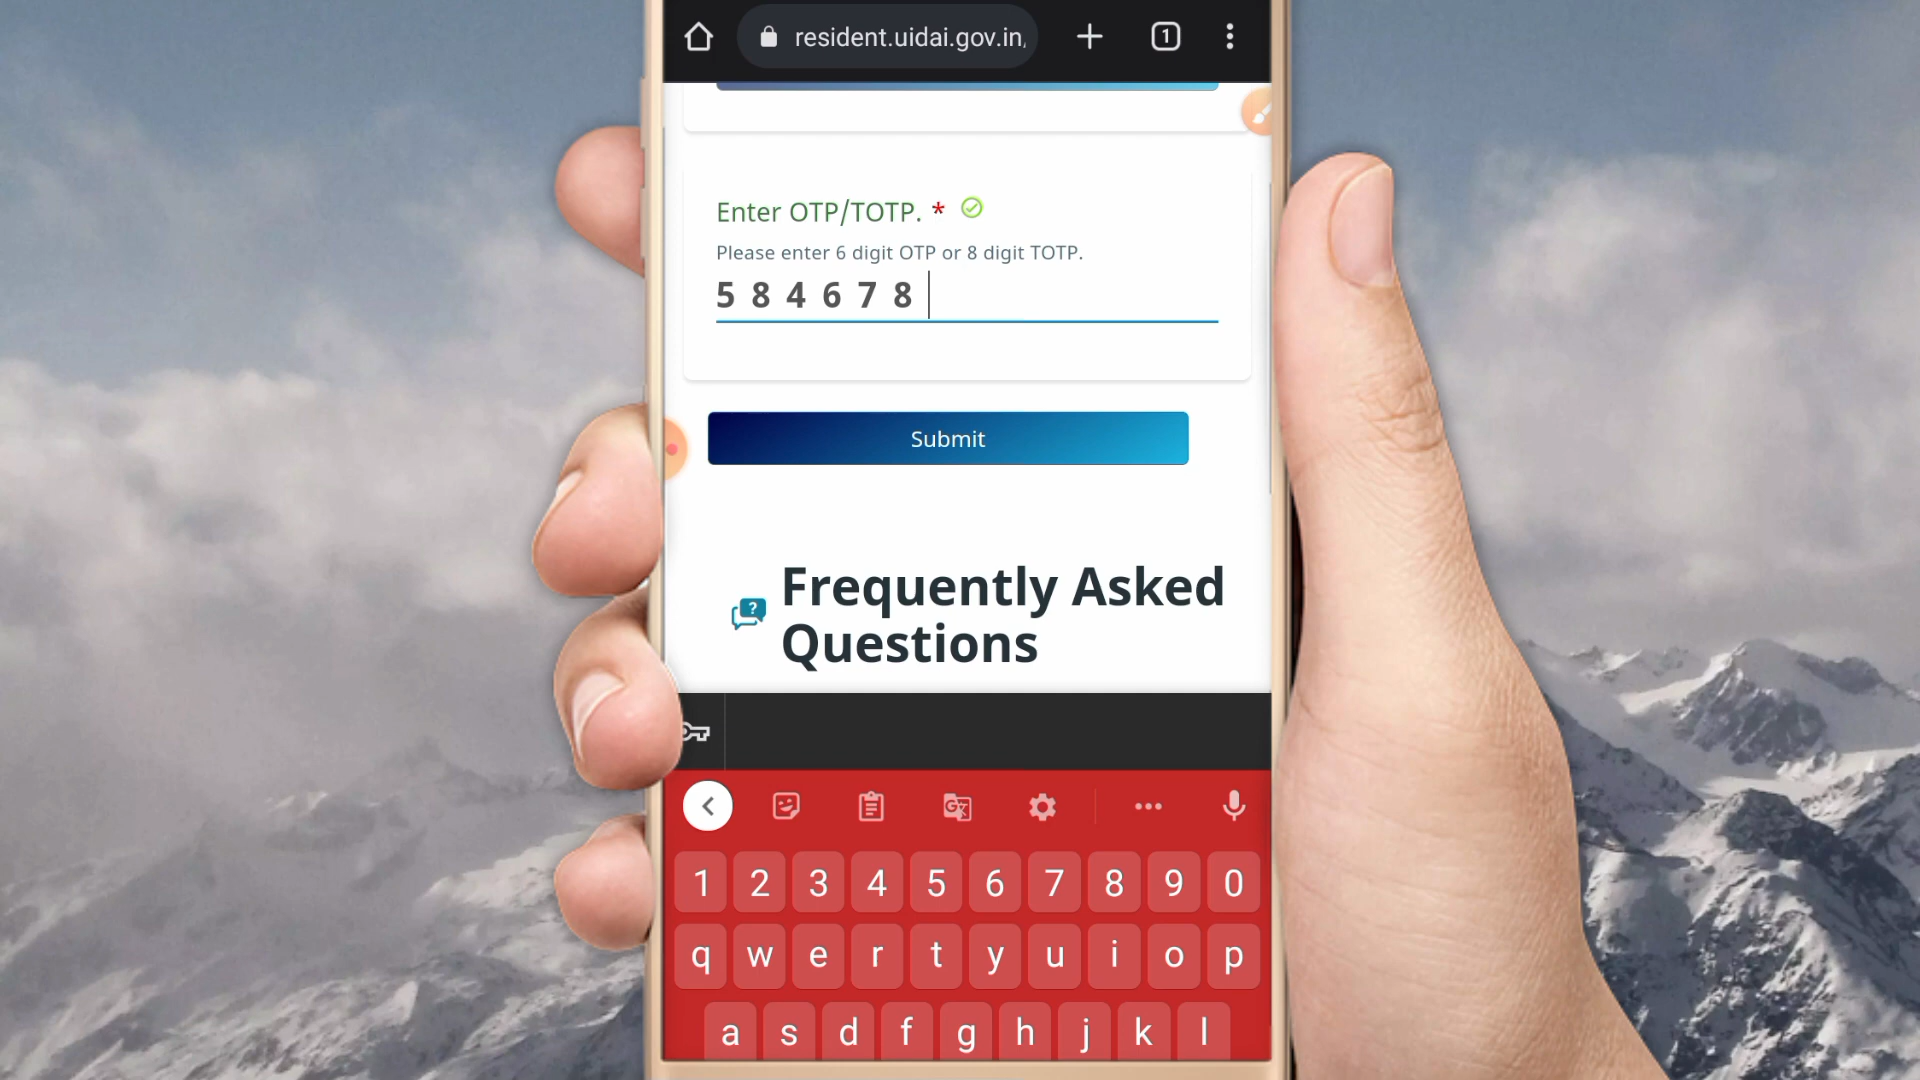 resident.uidai.gov.in
1
Enter OTP/TOTP. *
Please enter 6 digit OTP or 8 digit TOTP.
5 8 4 6 7 8
Submit
?
Frequently Asked
Questions
1 2 3 4 5 6 7 8 9 0
q w e r t y u i o p
a s d f g h j k l